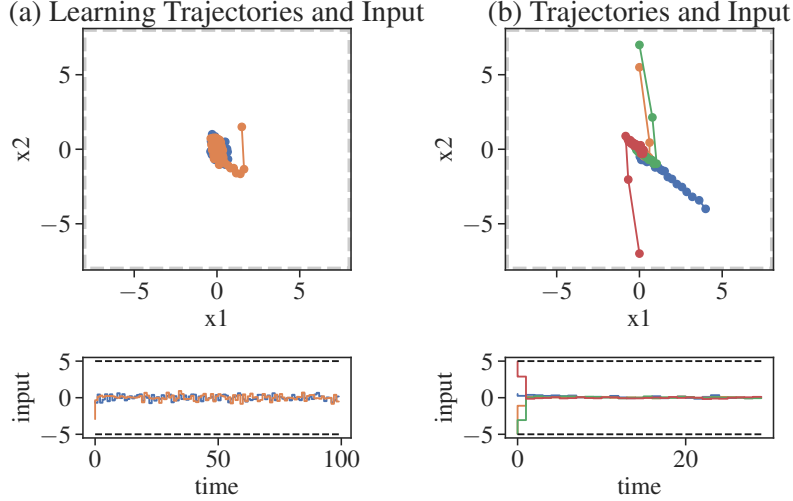 (a) Learning Trajectories and Input
5
0
−5
x2
−5 0 5
x1
5
0
−5
input
0 50 100
time
(b) Trajectories and Input
5
0
−5
x2
−5 0 5
x1
5
0
−5
input
0 20
time